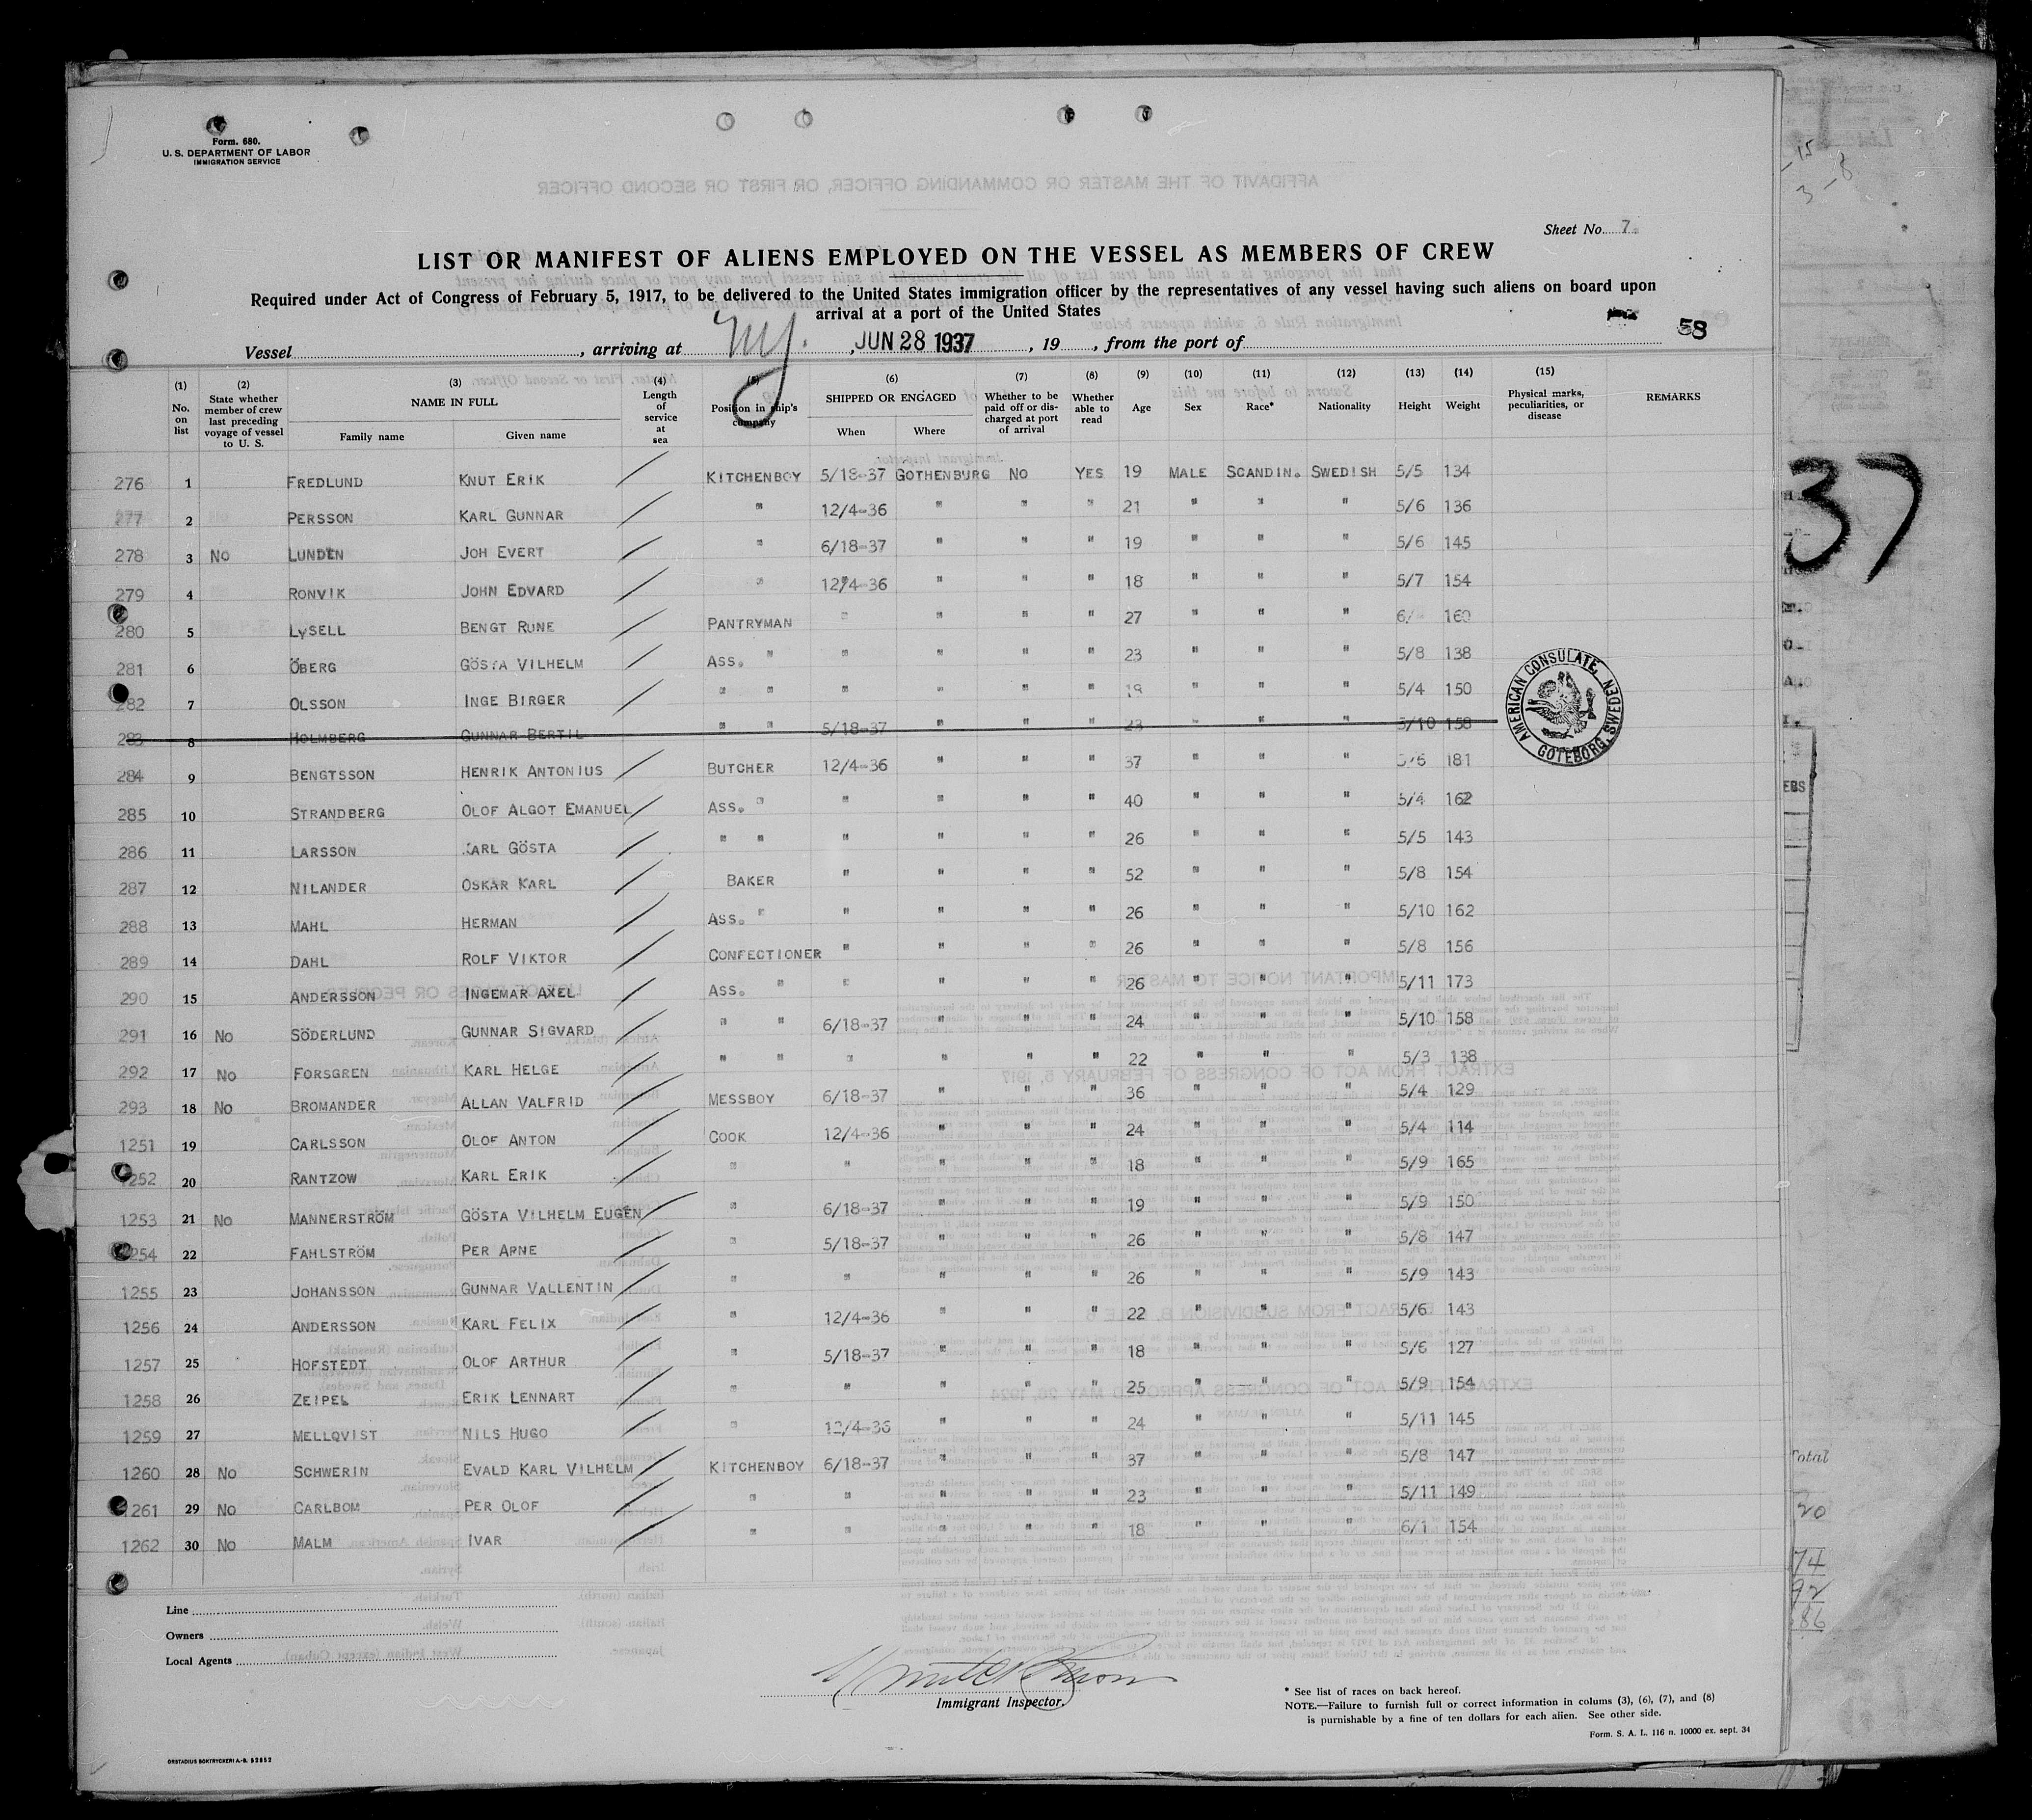 Form. 680.
U. S. DEPARTMENT OF LABOR
IMMIGRATION SERVICE
Sheet No. 7.
LIST OR MANIFEST OF ALIENS EMPLOYED ON THE VESSEL AS MEMBERS OF CREW
Required under Act of Congress of February 5, 1917, to be delivered to the United States immigration officer by the representatives of any vessel having such aliens on board upon
arrival at a port of the United States
58
Vessel , arriving at N.Y. , JUN 28 1937 , 19 , from the port of
(1) No. on list (2) State whether member of crew last preceding voyage of vessel to U. S. (3) NAME IN FULL Family name Given name (4) Length of service at sea (5) Position in ship's company (6) SHIPPED OR ENGAGED When Where (7) Whether to be paid off or discharged at port of arrival (8) Whether able to read (9) Age (10) Sex (11) Race* (12) Nationality (13) Height (14) Weight (15) Physical marks, peculiarities, or disease REMARKS
276 1 FREDLUND KNUT ERIK KITCHENBOY 5/18-37 GOTHENBURG NO YES 19 MALE SCANDIN. SWEDISH 5/5 134
277 2 PERSSON KARL GUNNAR " 12/4-36 " " " 21 " " " 5/6 136
278 3 NO LUNDEN JOH EVERT " 6/18-37 " " " 19 " " " 5/6 145
279 4 RONVIK JOHN EDVARD " 12/4-36 " " " 18 " " " 5/7 154
280 5 LYSELL BENGT RUNE PANTRYMAN " " " " 27 " " " 6/- 160
281 6 ÖBERG GÖSTA VILHELM ASS. " " " " " 23 " " " 5/8 138
282 7 OLSSON INGE BIRGER " " " " " " 19 " " " 5/4 150
283 8 HOLMBERG GUNNAR BERTIL " " 5/18-37 " " " 23 " " " 5/10 158
284 9 BENGTSSON HENRIK ANTONIUS BUTCHER 12/4-36 " " " 37 " " " 5/6 181
285 10 STRANDBERG OLOF ALGOT EMANUEL ASS. " " " " " 40 " " " 5/4 162
286 11 LARSSON KARL GÖSTA " " " " " " 26 " " " 5/5 143
287 12 NILANDER OSKAR KARL BAKER " " " " 52 " " " 5/8 154
288 13 MAHL HERMAN ASS. " " " " " 26 " " " 5/10 162
289 14 DAHL ROLF VIKTOR CONFECTIONER " " " " 26 " " " 5/8 156
290 15 ANDERSSON INGEMAR AXEL ASS. " " " " " 26 " " " 5/11 173
291 16 NO SÖDERLUND GUNNAR SIGVARD " " 6/18-37 " " " 24 " " " 5/10 158
292 17 NO FORSGREN KARL HELGE " " " " " " 22 " " " 5/3 138
293 18 NO BROMANDER ALLAN VALFRID MESSBOY 6/18-37 " " " 36 " " " 5/4 129
1251 19 CARLSSON OLOF ANTON COOK 12/4-36 " " " 24 " " " 5/4 114
1252 20 RANTZOW KARL ERIK " " " " " 18 " " " 5/9 165
1253 21 NO MANNERSTRÖM GÖSTA VILHELM EUGEN " 6/18-37 " " " 19 " " " 5/9 150
1254 22 FAHLSTRÖM PER ARNE " 5/18-37 " " " 26 " " " 5/8 147
1255 23 JOHANSSON GUNNAR VALLENTIN " " " " " 26 " " " 5/9 143
1256 24 ANDERSSON KARL FELIX " 12/4-36 " " " 22 " " " 5/6 143
1257 25 HOFSTEDT OLOF ARTHUR " 5/18-37 " " " 18 " " " 5/6 127
1258 26 ZEIPEL ERIK LENNART " " " " " 25 " " " 5/9 154
1259 27 MELLQVIST NILS HUGO " 12/4-36 " " " 24 " " " 5/11 145
1260 28 NO SCHWERIN EVALD KARL VILHELM KITCHENBOY 6/18-37 " " " 37 " " " 5/8 147
1261 29 NO CARLBOM PER OLOF " " " " " 23 " " " 5/11 149
1262 30 NO MALM IVAR " " " " " 18 " " " 6/1 154
AMERICAN CONSULATE GOTEBORG, SWEDEN
37
Total
20
74
92
86
Line
Owners
Local Agents
Immigrant Inspector.
* See list of races on back hereof.
NOTE.—Failure to furnish full or correct information in colums (3), (6), (7), and (8)
is punishable by a fine of ten dollars for each alien. See other side.
Form. S. A. L. 116 n. 10000 ex. sept. 34
ORSTADIUS BOKTRYCKERI A.-B. 52852